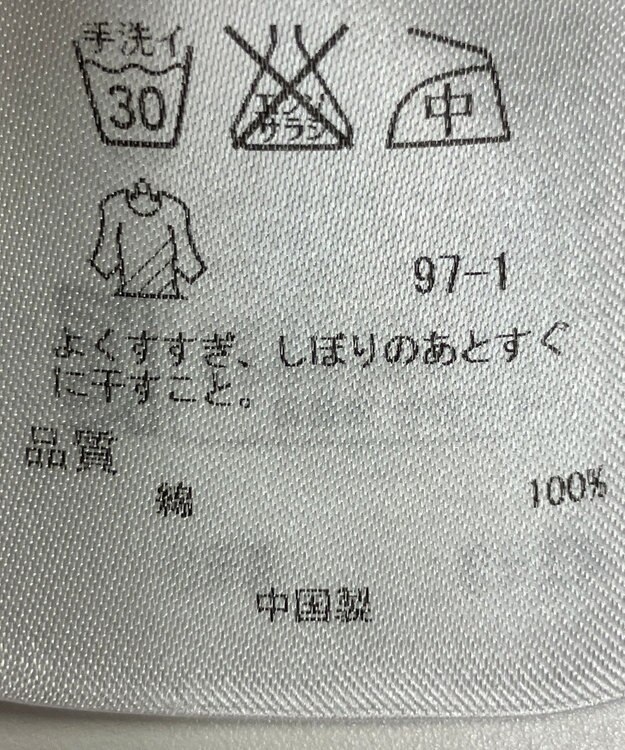 手洗イ
30
エンソ
サラシ
中
97-1
よくすすぎ、しぼりのあとすぐ
に干すこと。
品質
綿 100%
中国製